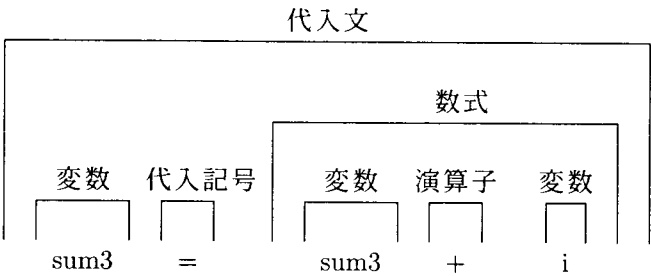 代入文
数式
変数 代入記号 変数 演算子 変数
sum3 = sum3 + i